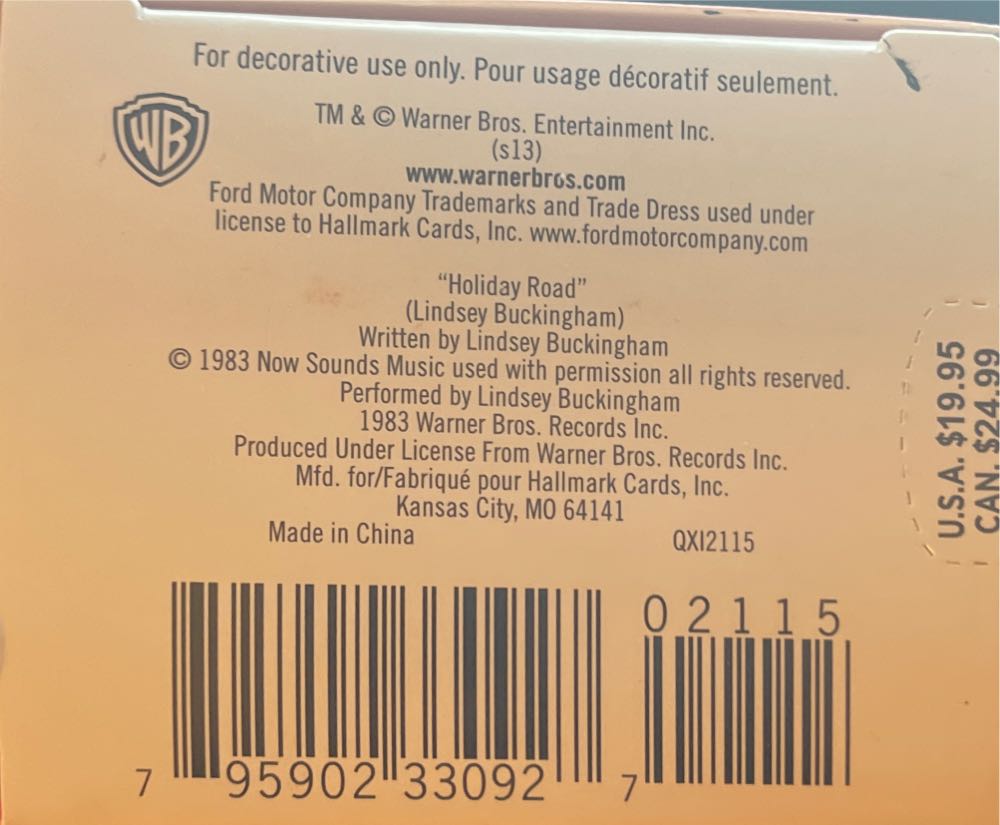 For decorative use only. Pour usage décoratif seulement.
WB
TM & © Warner Bros. Entertainment Inc.
(s13)
www.warnerbros.com
Ford Motor Company Trademarks and Trade Dress used under
license to Hallmark Cards, Inc. www.fordmotorcompany.com
“Holiday Road”
(Lindsey Buckingham)
Written by Lindsey Buckingham
© 1983 Now Sounds Music used with permission all rights reserved.
Performed by Lindsey Buckingham
1983 Warner Bros. Records Inc.
Produced Under License From Warner Bros. Records Inc.
Mfd. for/Fabriqué pour Hallmark Cards, Inc.
Kansas City, MO 64141
Made in China QXI2115
U.S.A. $19.95
CAN. $24.99
02115
7 95902 33092 7